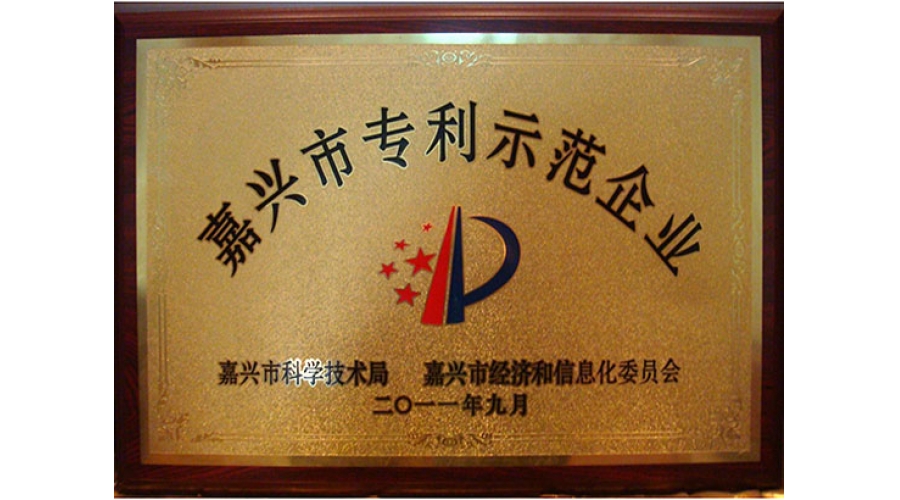 嘉兴市专利示范企业
嘉兴市科学技术局 嘉兴市经济和信息化委员会
二〇一一年九月